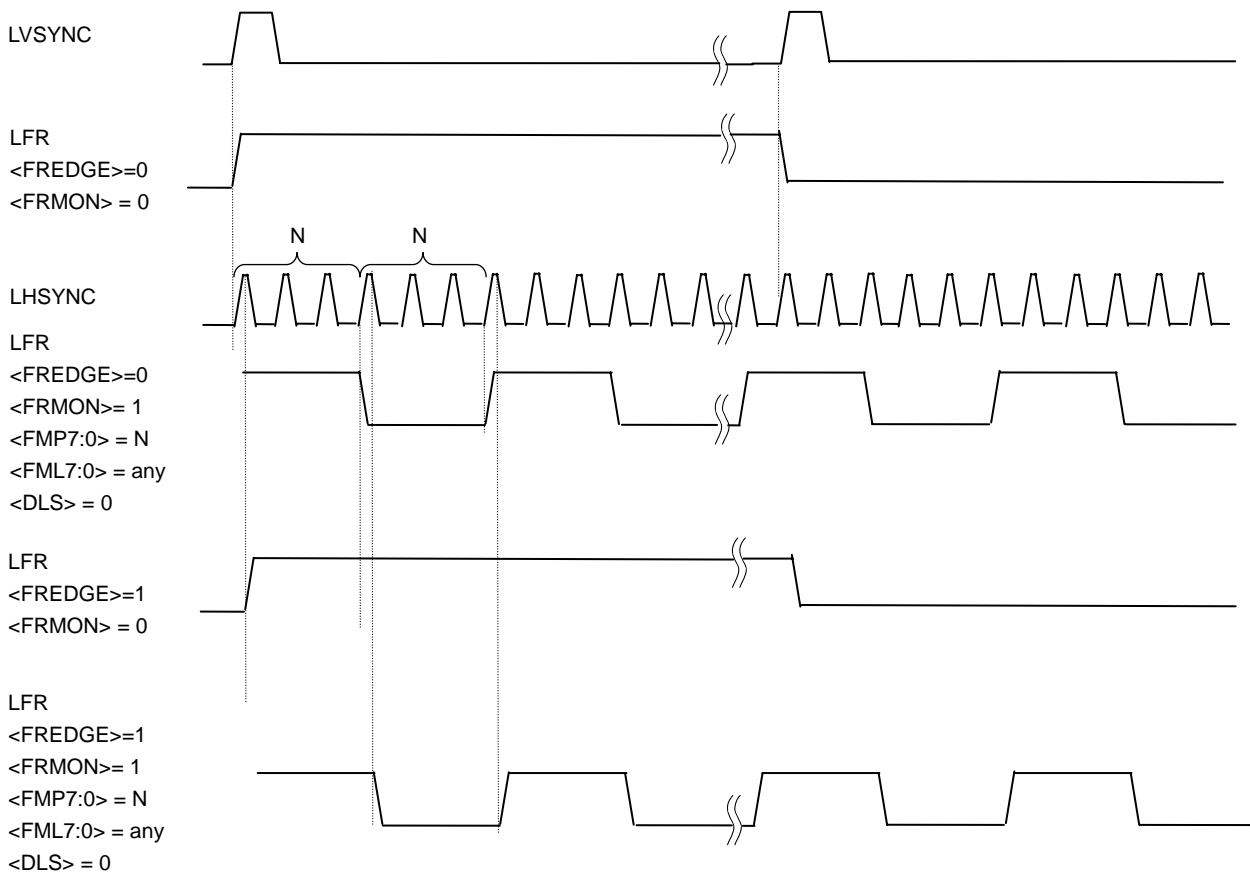 LVSYNC
LFR
<FREDGE>=0
<FRMON> = 0
N N
LHSYNC
LFR
<FREDGE>=0
<FRMON>= 1
<FMP7:0> = N
<FML7:0> = any
<DLS> = 0
LFR
<FREDGE>=1
<FRMON> = 0
LFR
<FREDGE>=1
<FRMON>= 1
<FMP7:0> = N
<FML7:0> = any
<DLS> = 0